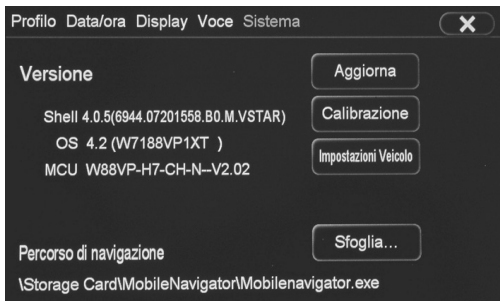 Profilo Data/ora Display Voce Sistema
Versione
Aggiorna
Shell 4.0.5(6944.07201558.B0.M.VSTAR)
Calibrazione
OS 4.2 (W7188VP1XT )
Impostazioni Veicolo
MCU W88VP-H7-CH-N--V2.02
Percorso di navigazione
Sfoglia...
\Storage Card\MobileNavigator\Mobilenavigator.exe